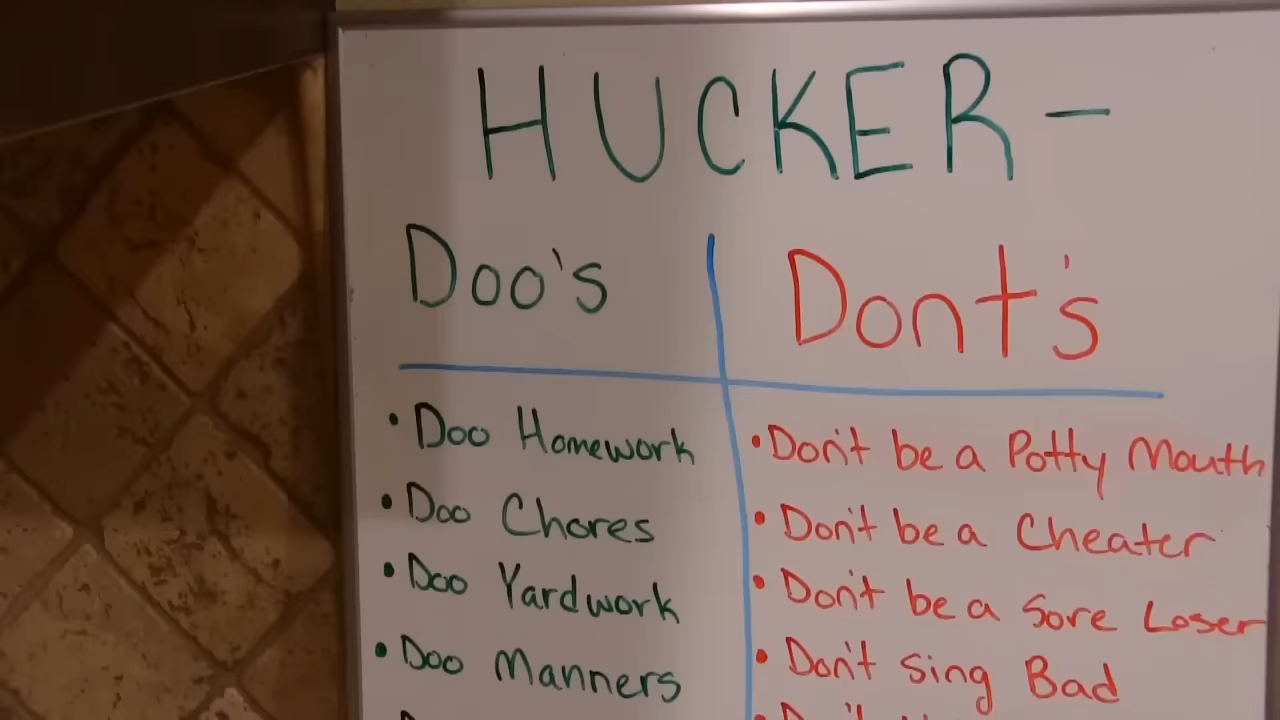 HUCKER -
Doo's
Dont's
• Doo Homework
• Doo Chores
• Doo Yardwork
• Doo Manners
• Don't be a Potty Mouth
• Don't be a Cheater
• Don't be a Sore Loser
• Don't Sing Bad